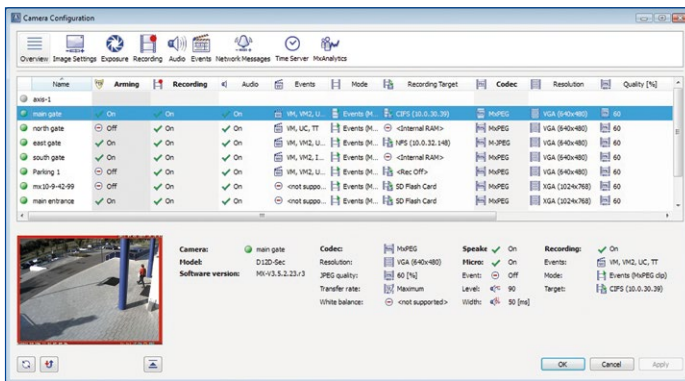 Camera Configuration
Overview Image Settings Exposure Recording Audio Events Network Messages Time Server MxAnalytics
Name Arming Recording Audio Events Mode Recording Target Codec Resolution Quality [%]
axis-1
main gate On On On VM, VM2, U... Events (M... CIFS (10.0.30.39) MxPEG VGA (640x480) 60
north gate Off On On VM, UC, TT Events (M... <Internal RAM> MxPEG VGA (640x480) 60
east gate On On On VM, VM2, U... Events (M... NFS (10.0.32.148) M-JPEG VGA (640x480) 60
south gate Off On On VM, VM2, I... Events (M... <Internal RAM> MxPEG VGA (640x480) 60
Parking 1 Off On On VM, VM2, U... Events (M... <Rec Off> MxPEG VGA (640x480) 60
mx10-9-42-99 Off On On <not suppo... Events (M... SD Flash Card MxPEG XGA (1024x768) 60
main entrance On On On <not suppo... Events (M... SD Flash Card MxPEG XGA (1024x768) 60
Camera: main gate Codec: MxPEG Speake On Recording: On
Model: D12D-Sec Resolution: VGA (640x480) Micro: On Events: VM, VM2, UC, TT
Software version: MX-V3.5.2.23.r3 JPEG quality: 60 [%] Event: Off Mode: Events (MxPEG clip)
Transfer rate: Maximum Level: 90 Target: CIFS (10.0.30.39)
White balance: <not supported> Width: 50 [ms]
OK Cancel Apply